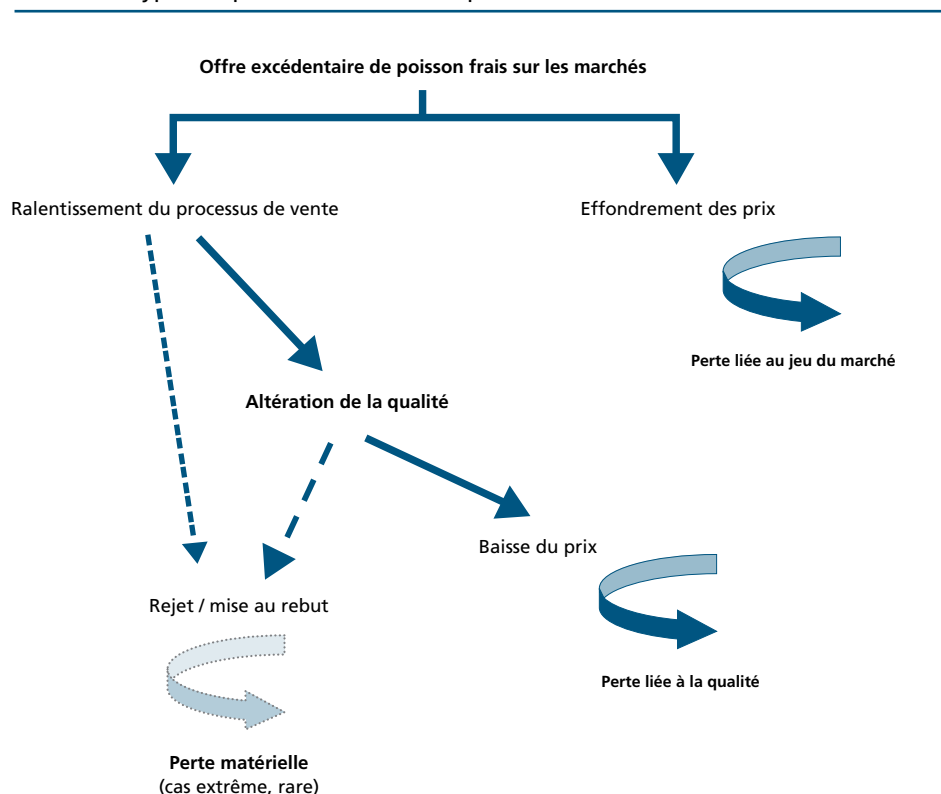 Offre excédentaire de poisson frais sur les marchés
Ralentissement du processus de vente
Effondrement des prix
Perte liée au jeu du marché
Altération de la qualité
Baisse du prix
Rejet / mise au rebut
Perte liée à la qualité
Perte matérielle
(cas extrême, rare)